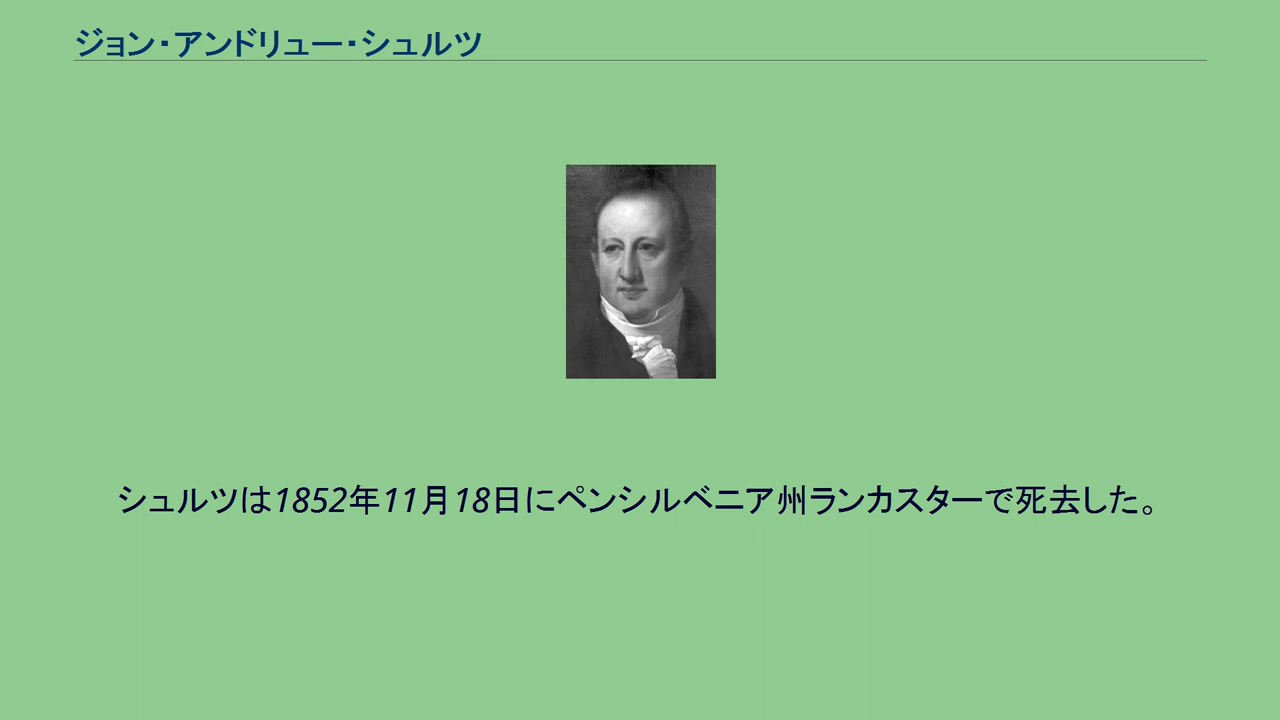 ジョン・アンドリュー・シュルツ
シュルツは1852年11月18日にペンシルベニア州ランカスターで死去した。